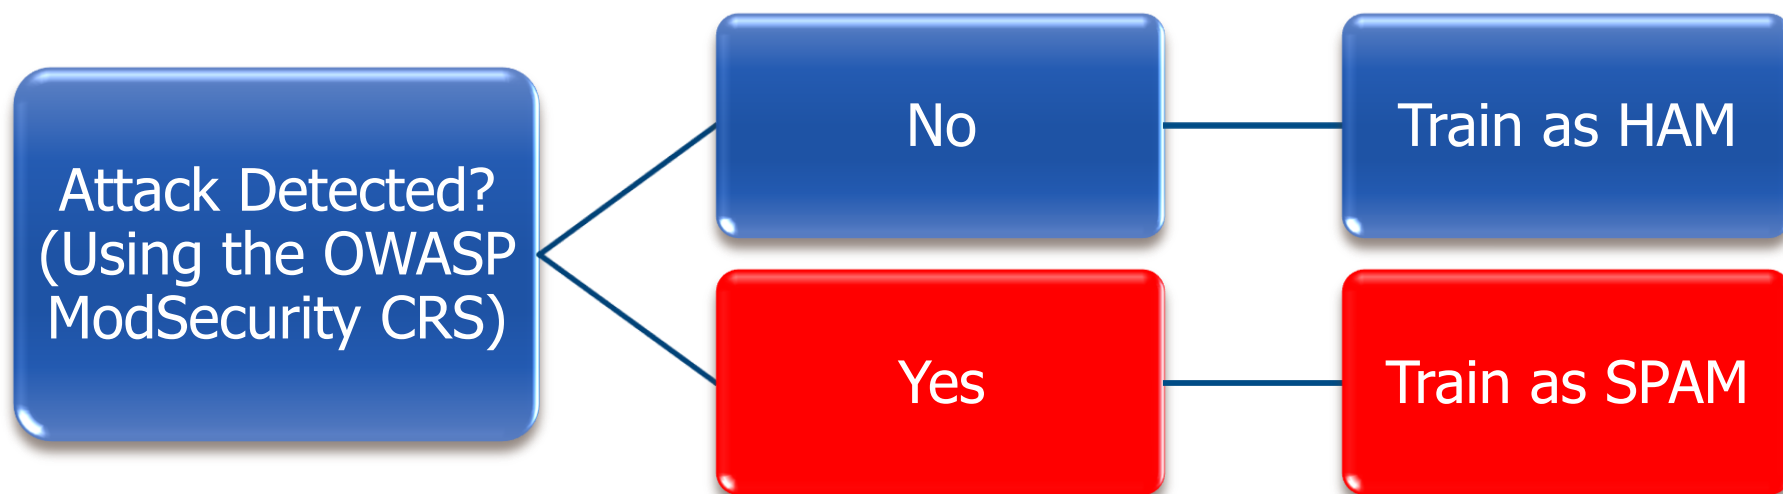 Attack Detected?
(Using the OWASP
ModSecurity CRS)
No
Train as HAM
Yes
Train as SPAM